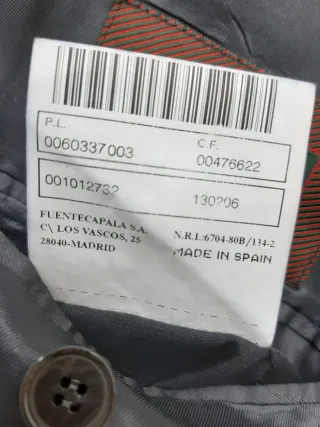 P.L. C.F.
0060337003 00476622
001012732 130206
FUENTECAPALA S.A.
C\ LOS VASCOS, 25 N.R.I.:6704-80B/134-2
28040-MADRID MADE IN SPAIN